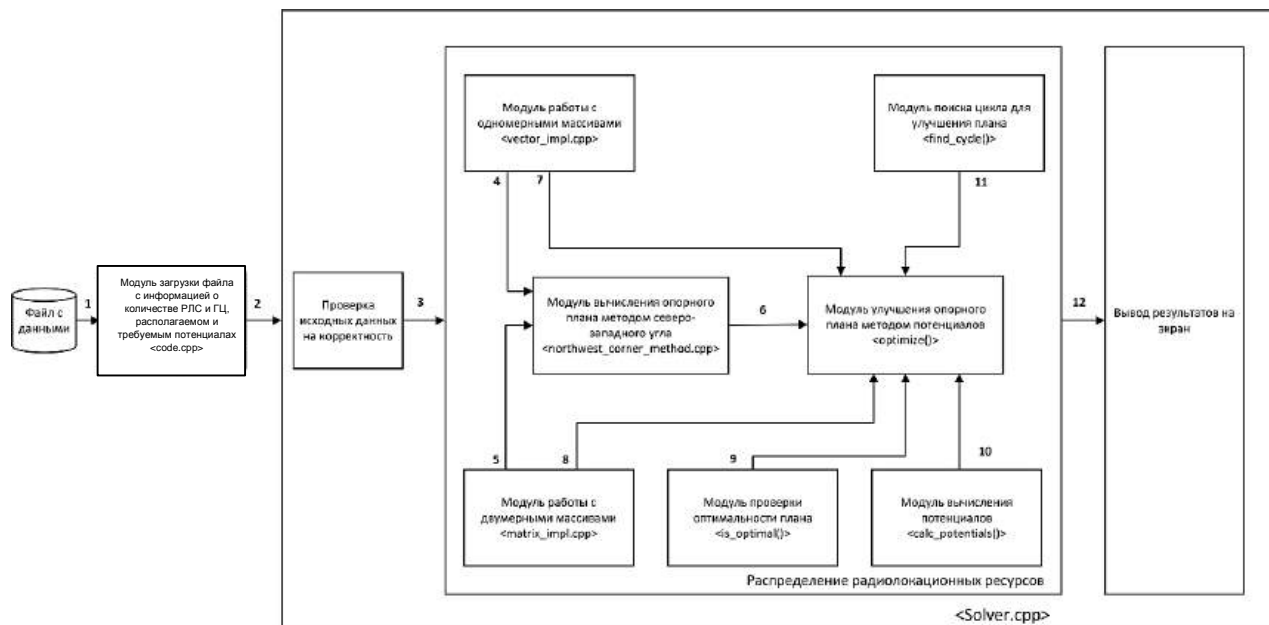 Файл с
данными
1
Модуль загрузки файла
с информацией о
количестве РЛС и ГЦ,
располагаемом и
требуемым потенциалах
<code.cpp>
2
Проверка
исходных данных
на корректность
3
Модуль работы с
одномерными массивами
<vector_impl.cpp>
4
7
Модуль поиска цикла для
улучшения плана
<find_cycle()>
11
Модуль вычисления опорного
плана методом северо-
западного угла
<northwest_corner_method.cpp>
6
Модуль улучшения опорного
плана методом потенциалов
<optimize()>
5
8
9
10
Модуль работы с
двумерными массивами
<matrix_impl.cpp>
Модуль проверки
оптимальности плана
<is_optimal()>
Модуль вычисления
потенциалов
<calc_potentials()>
Распределение радиолокационных ресурсов
12
Вывод результатов на
экран
<Solver.cpp>